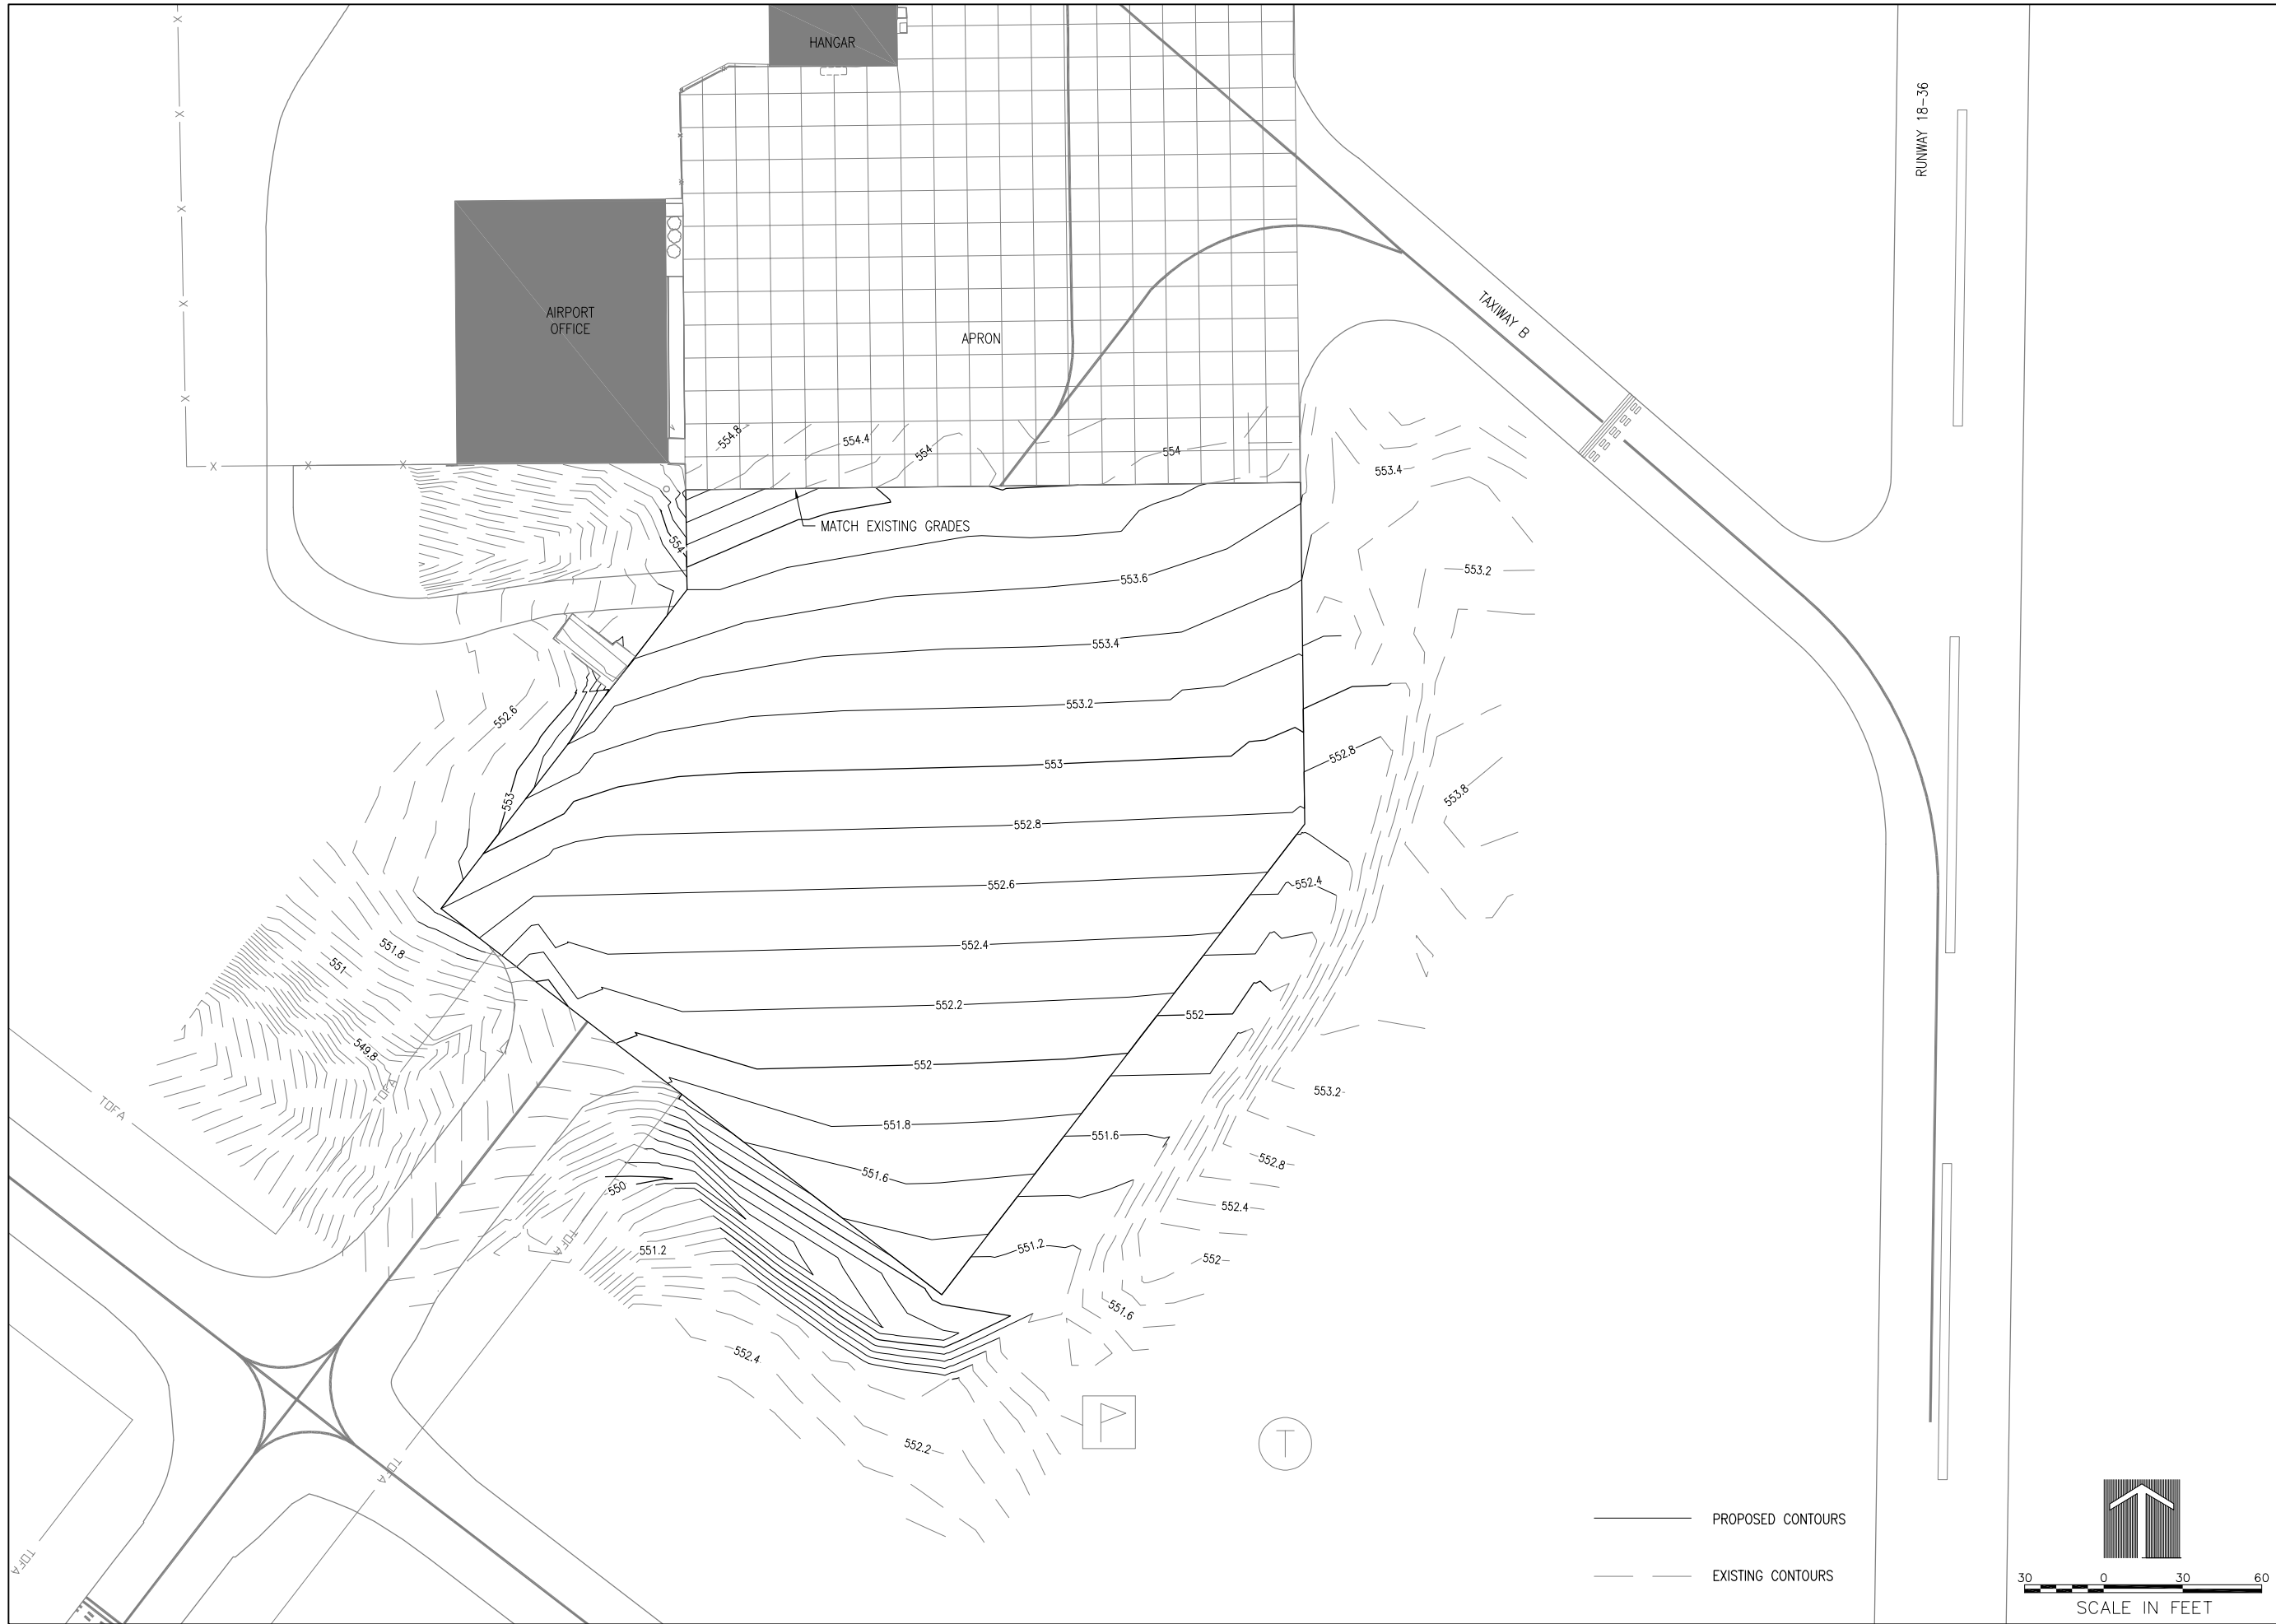 HANGAR
RUNWAY 18-36
AIRPORT
OFFICE
TAXIWAY B
APRON
554.8
554.4
554
554
553.4
MATCH EXISTING GRADES
554
553.6
553.2
553.4
553.2
552.6
553
552.8
553.8
553
552.8
552.6
552.4
551.8
551
552.4
552.2
552
549.8
552
TOFA
TOFA
553.2
551.8
551.6
552.8
551.6
550
552.4
TOFA
551.2
551.2
552
551.6
552.4
552.2
T
TOFA
TOFA
PROPOSED CONTOURS
EXISTING CONTOURS
30 0 30 60
SCALE IN FEET
X
X
X
X
X
X
X
X